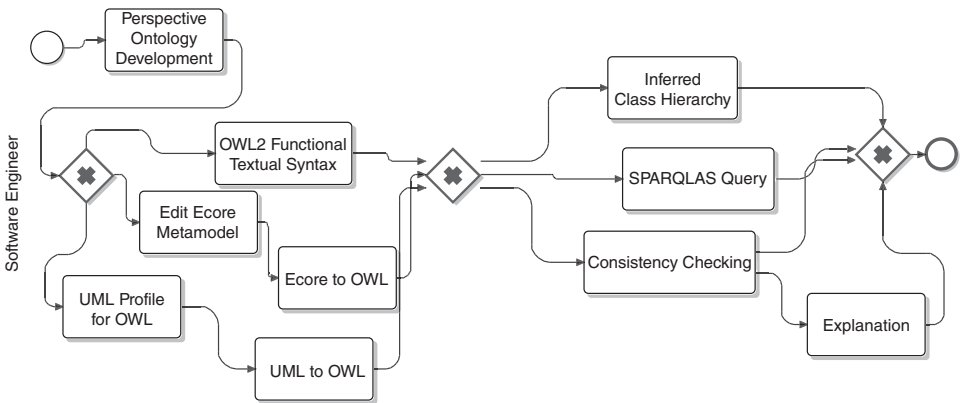 Software Engineer
Perspective
Ontology
Development
OWL2 Functional
Textual Syntax
Edit Ecore
Metamodel
Ecore to OWL
UML Profile
for OWL
UML to OWL
Inferred
Class Hierarchy
SPARQLAS Query
Consistency Checking
Explanation